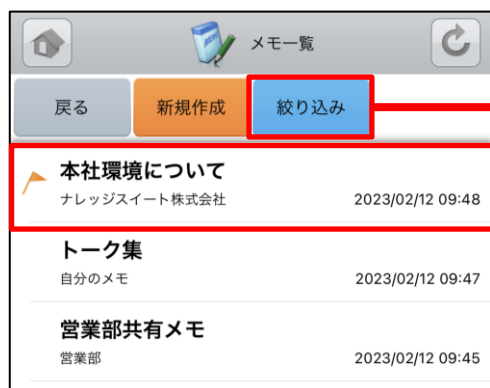 メモ一覧
戻る 新規作成 絞り込み
本社環境について
ナレッジスイート株式会社 2023/02/12 09:48
トーク集
自分のメモ 2023/02/12 09:47
営業部共有メモ
営業部 2023/02/12 09:45